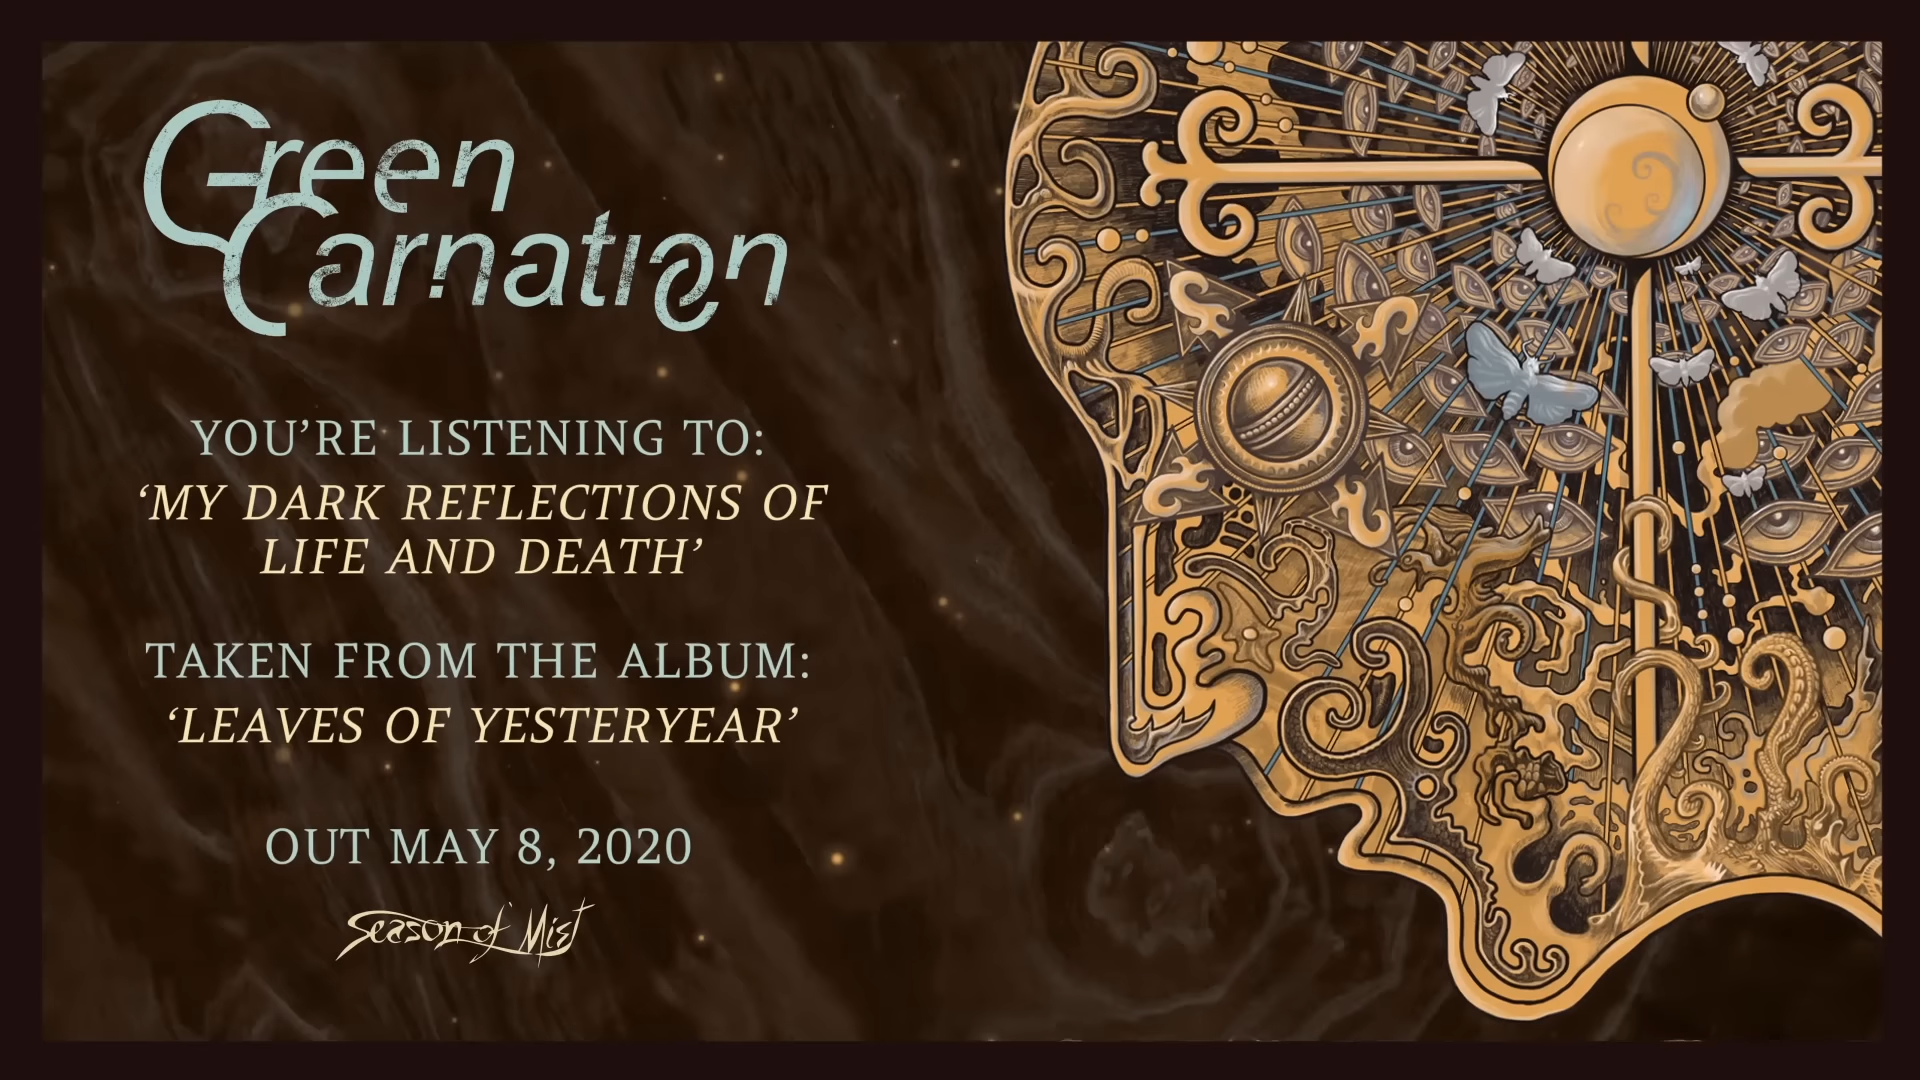 Green
Carnation
YOU’RE LISTENING TO:
‘MY DARK REFLECTIONS OF
LIFE AND DEATH’
TAKEN FROM THE ALBUM:
‘LEAVES OF YESTERYEAR’
OUT MAY 8, 2020
Season of Mist